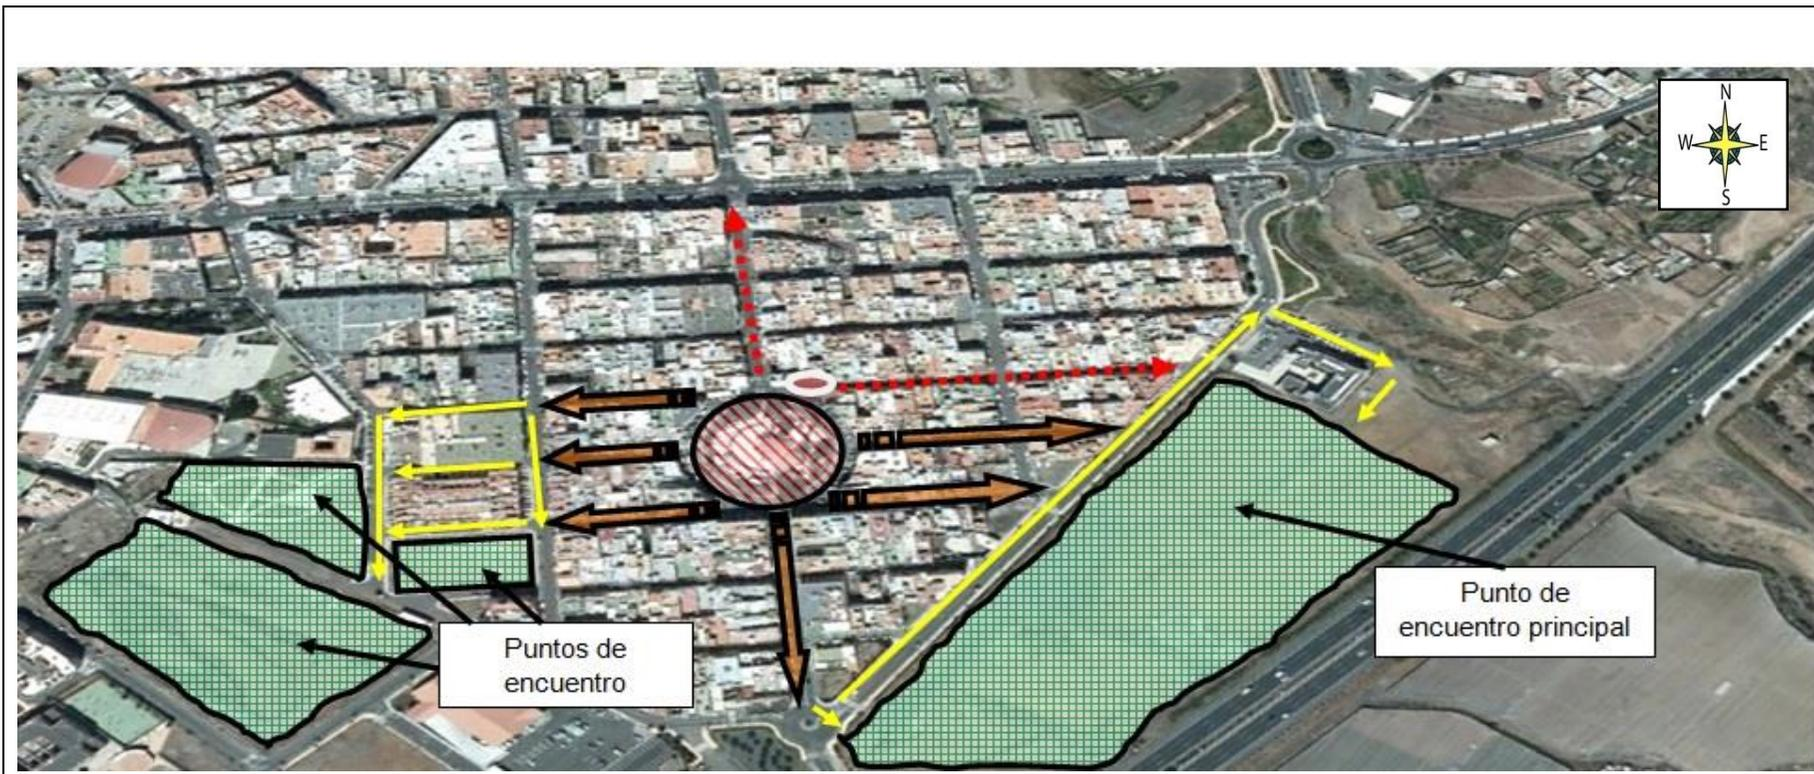 N
W E
S
Punto de
encuentro principal
Puntos de
encuentro